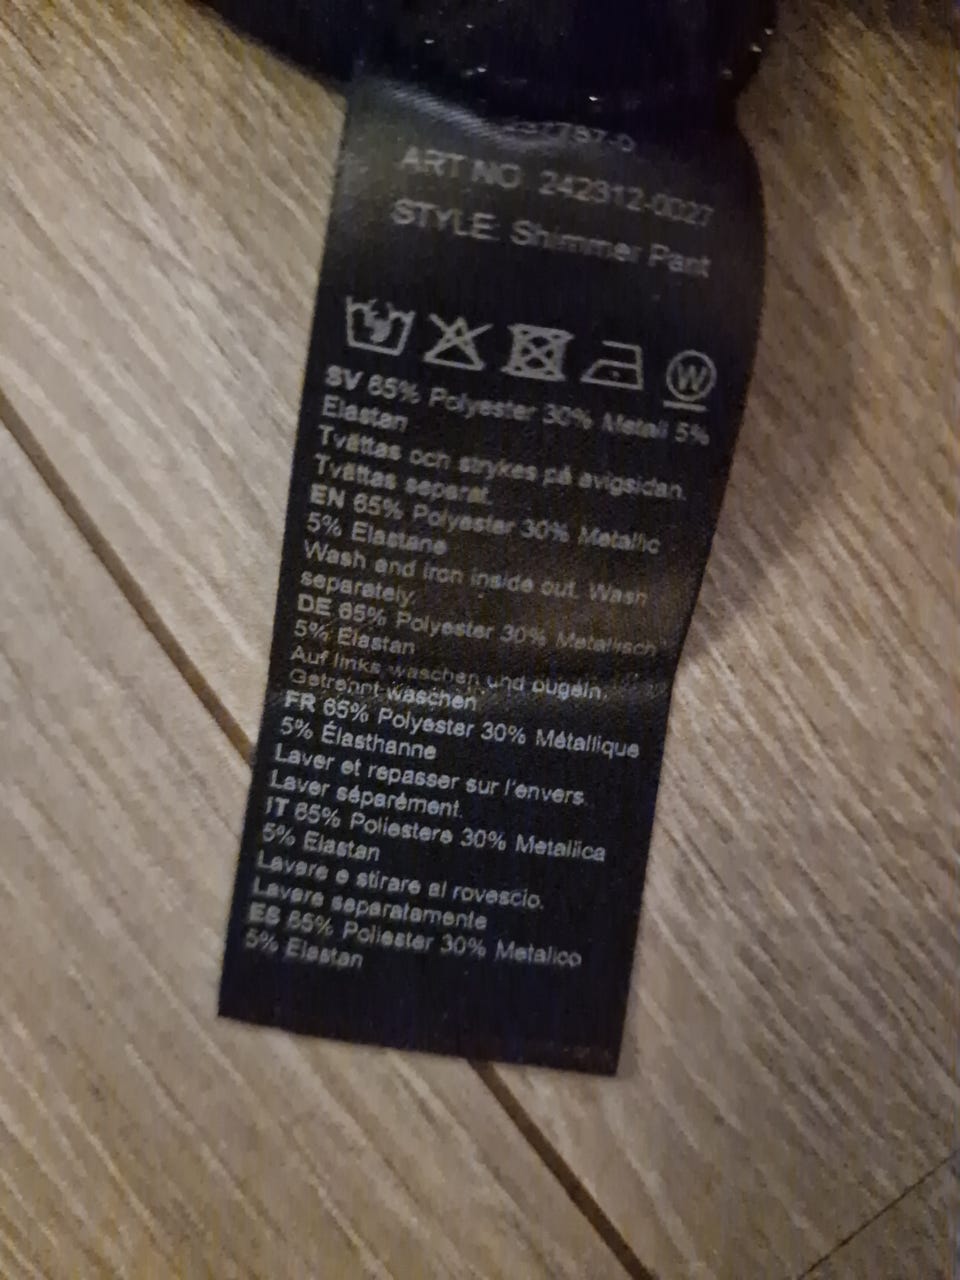 ART NO 242312-0027
STYLE: Shimmer Pant
W
SV 65% Polyester 30% Metall 5%
Elastan
Tvättas och strykes på avigsidan.
Tvättas separat.
EN 65% Polyester 30% Metallic
5% Elastane
Wash and iron inside out. Wash
separately.
DE 65% Polyester 30% Metallisch
5% Elastan
Auf links waschen und bügeln.
Getrennt waschen
FR 65% Polyester 30% Métallique
5% Élasthanne
Laver et repasser sur l'envers.
Laver séparément.
IT 65% Poliestere 30% Metallica
5% Elastan
Lavare e stirare al rovescio.
Lavare separatamente
ES 65% Poliester 30% Metalico
5% Elastan